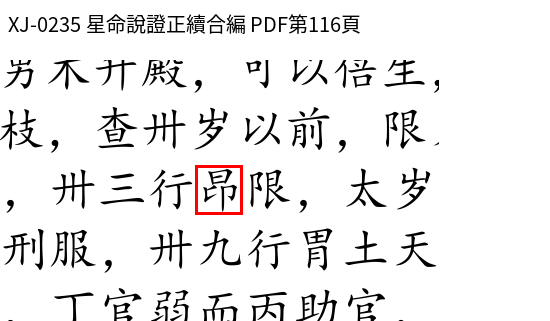 XJ-0235 星命說證正續合編 PDF第116頁
木升殿，可以倍生，
枝，查卅岁以前，限
，卅三行昂限，太岁
刑服，卅九行胃土天
，丁官弱而丙助官，